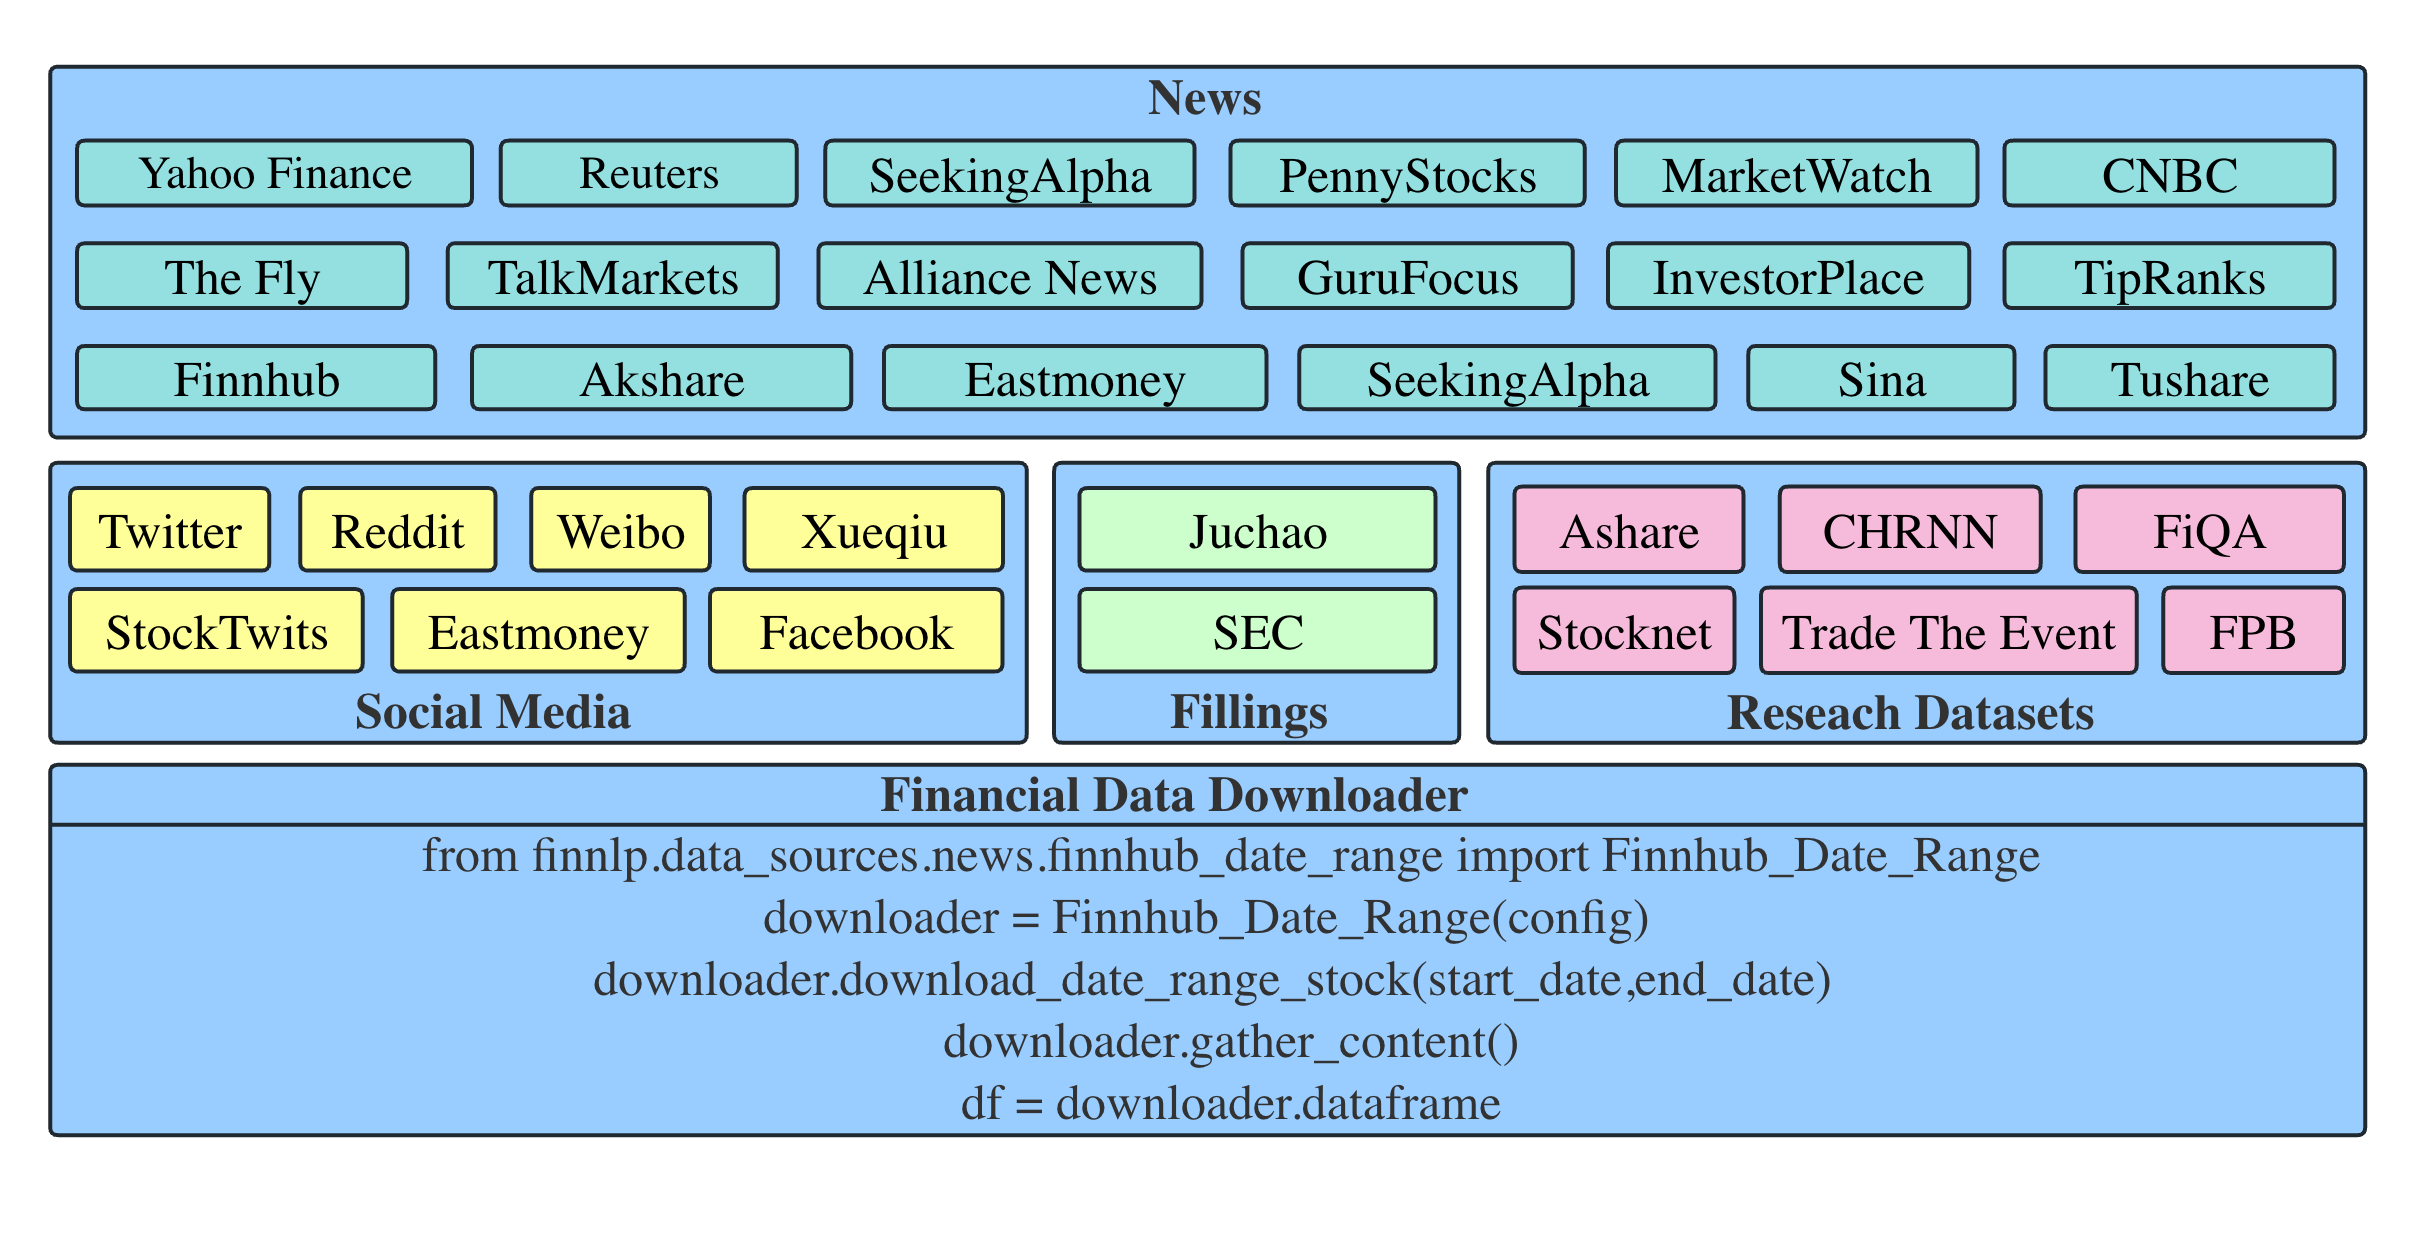 News
Yahoo Finance Reuters SeekingAlpha PennyStocks MarketWatch CNBC
The Fly TalkMarkets Alliance News GuruFocus InvestorPlace TipRanks
Finnhub Akshare Eastmoney SeekingAlpha Sina Tushare
Twitter Reddit Weibo Xueqiu
StockTwits Eastmoney Facebook
Social Media
Juchao
SEC
Fillings
Ashare CHRNN FiQA
Stocknet Trade The Event FPB
Reseach Datasets
Financial Data Downloader
from finnlp.data_sources.news.finnhub_date_range import Finnhub_Date_Range
downloader = Finnhub_Date_Range(config)
downloader.download_date_range_stock(start_date,end_date)
downloader.gather_content()
df = downloader.dataframe